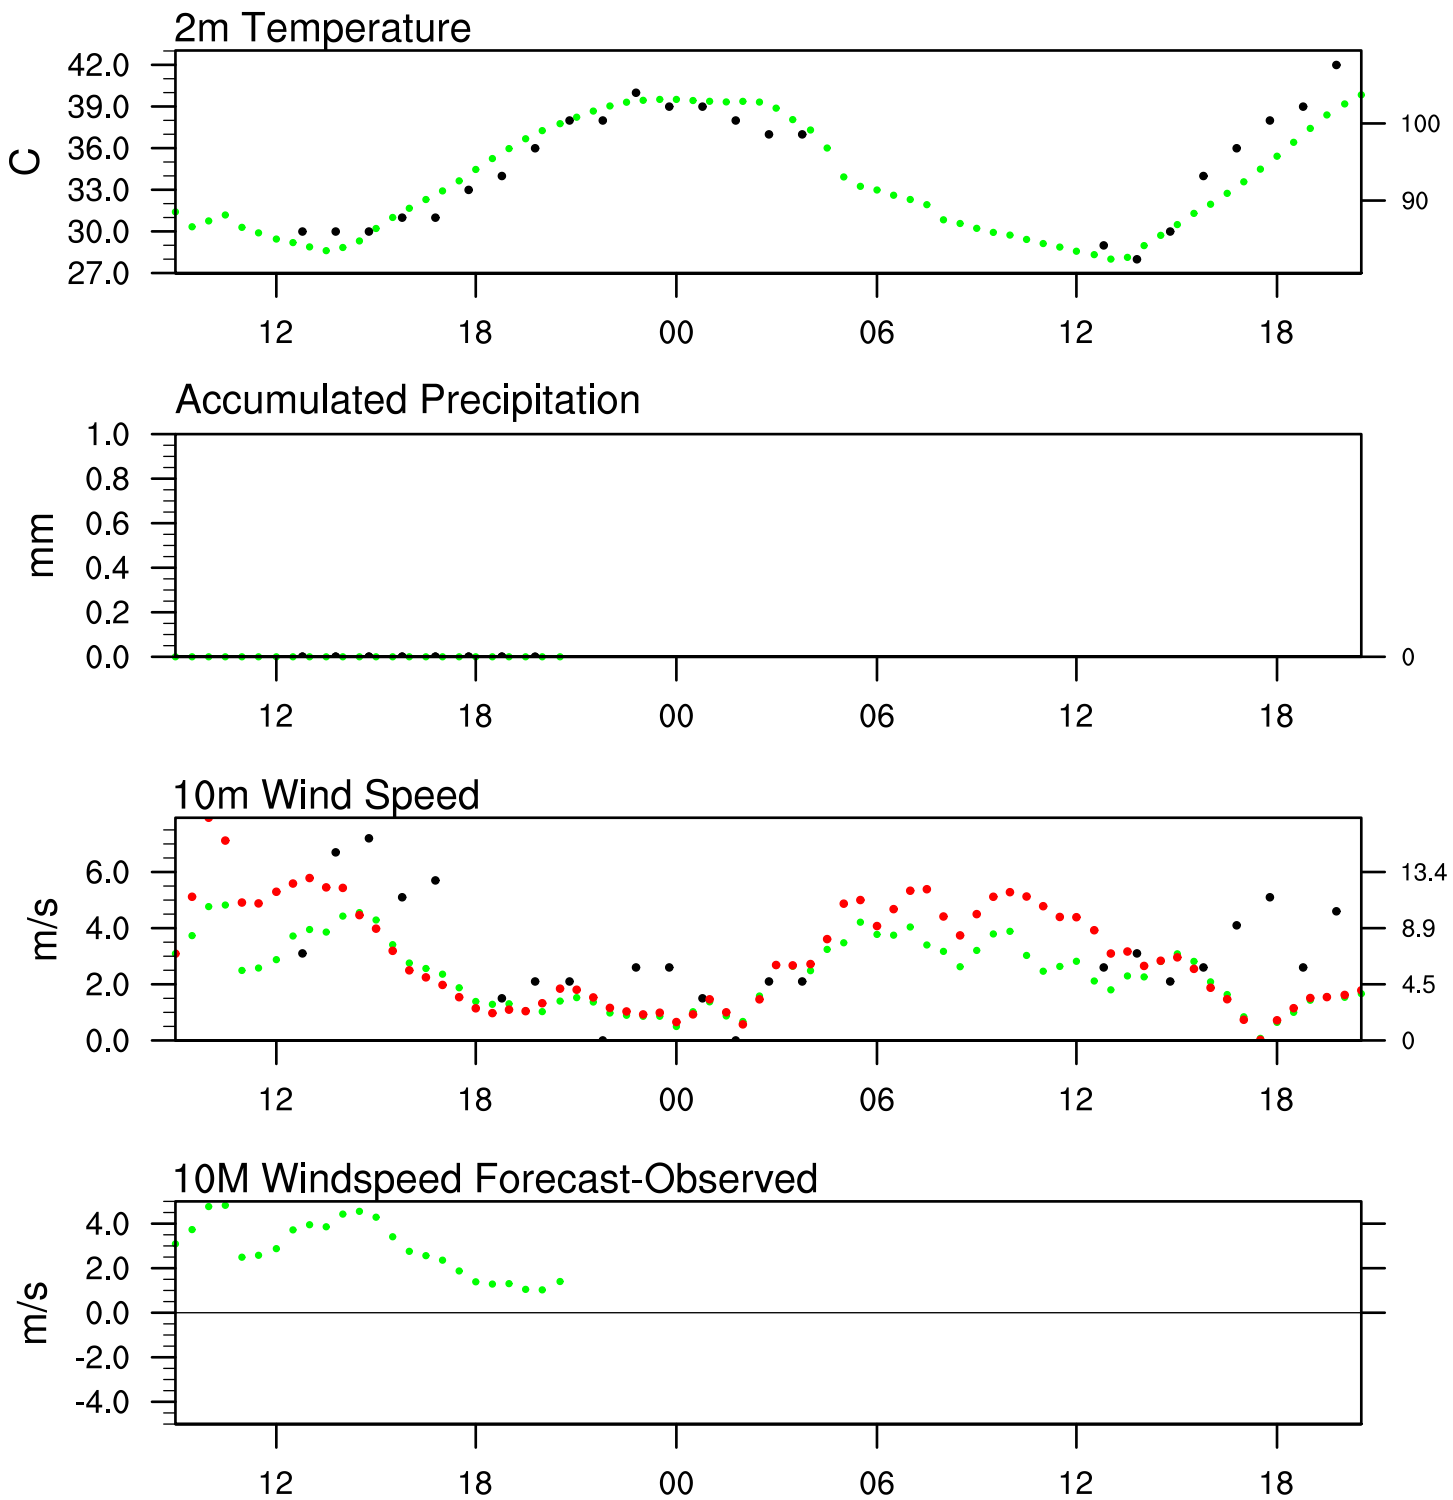 2m Temperature
42.0
39.0
36.0
33.0
30.0
27.0
C
100
90
12 18 00 06 12 18
Accumulated Precipitation
1.0
0.8
0.6
0.4
0.2
0.0
mm
0
12 18 00 06 12 18
10m Wind Speed
6.0
4.0
2.0
0.0
m/s
13.4
8.9
4.5
0
12 18 00 06 12 18
10M Windspeed Forecast-Observed
4.0
2.0
0.0
-2.0
-4.0
m/s
12 18 00 06 12 18